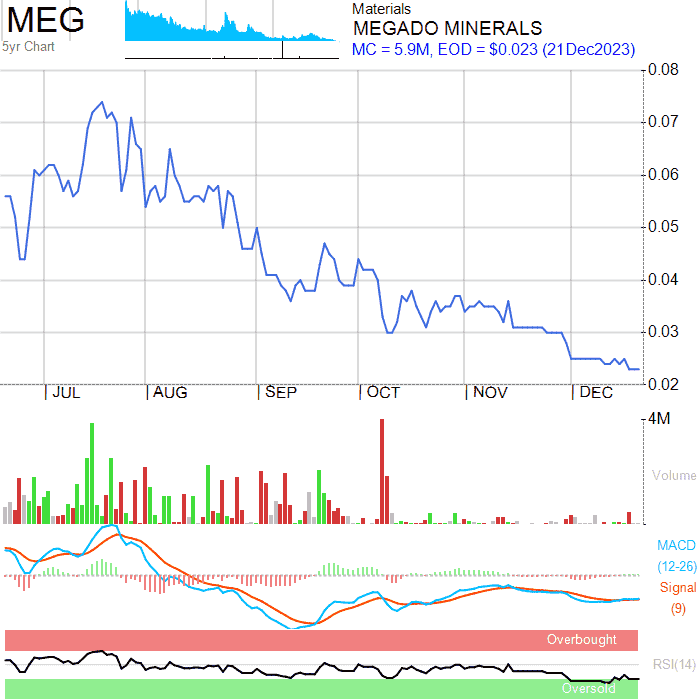 MEG
5yr Chart
Materials
MEGADO MINERALS
MC = 5.9M, EOD = $0.023 (21Dec2023)
0.08
0.07
0.06
0.05
0.04
0.03
0.02
JUL AUG SEP OCT NOV DEC
4M
Volume
MACD
(12-26)
Signal
(9)
Overbought
RSI(14)
Oversold